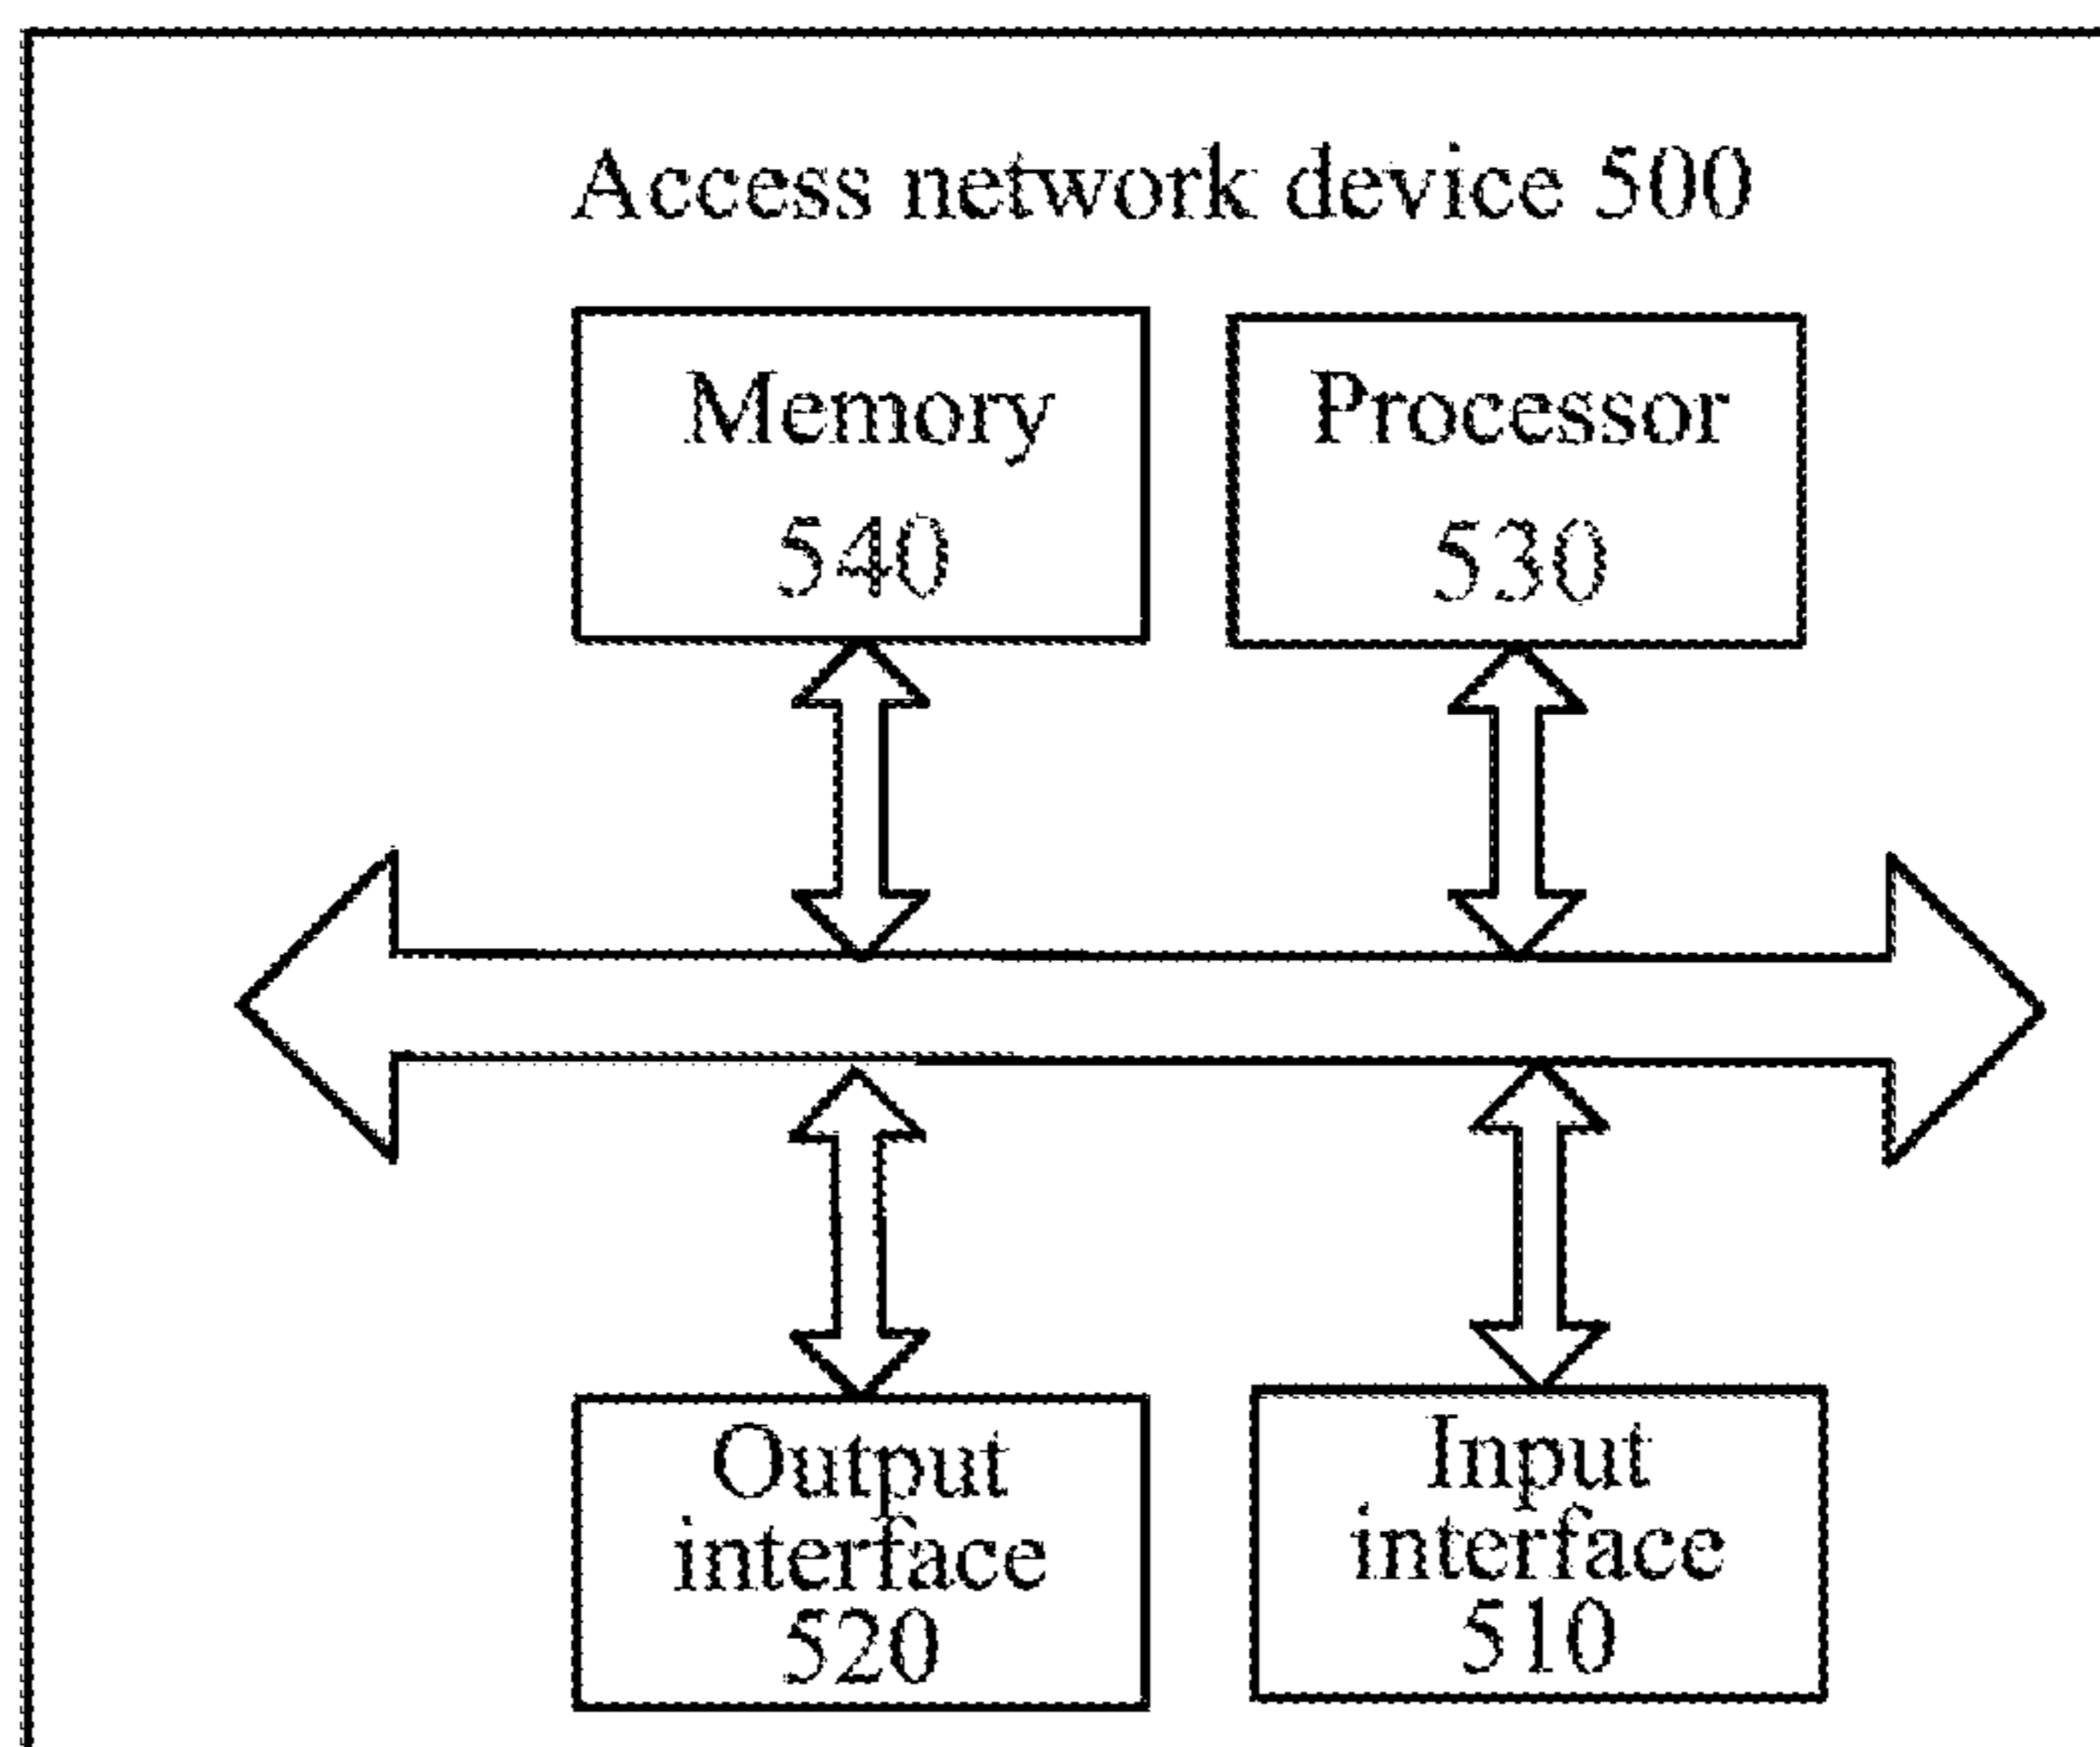 Access network device 500
Memory
540
Processor
530
Output
interface
520
Input
interface
510